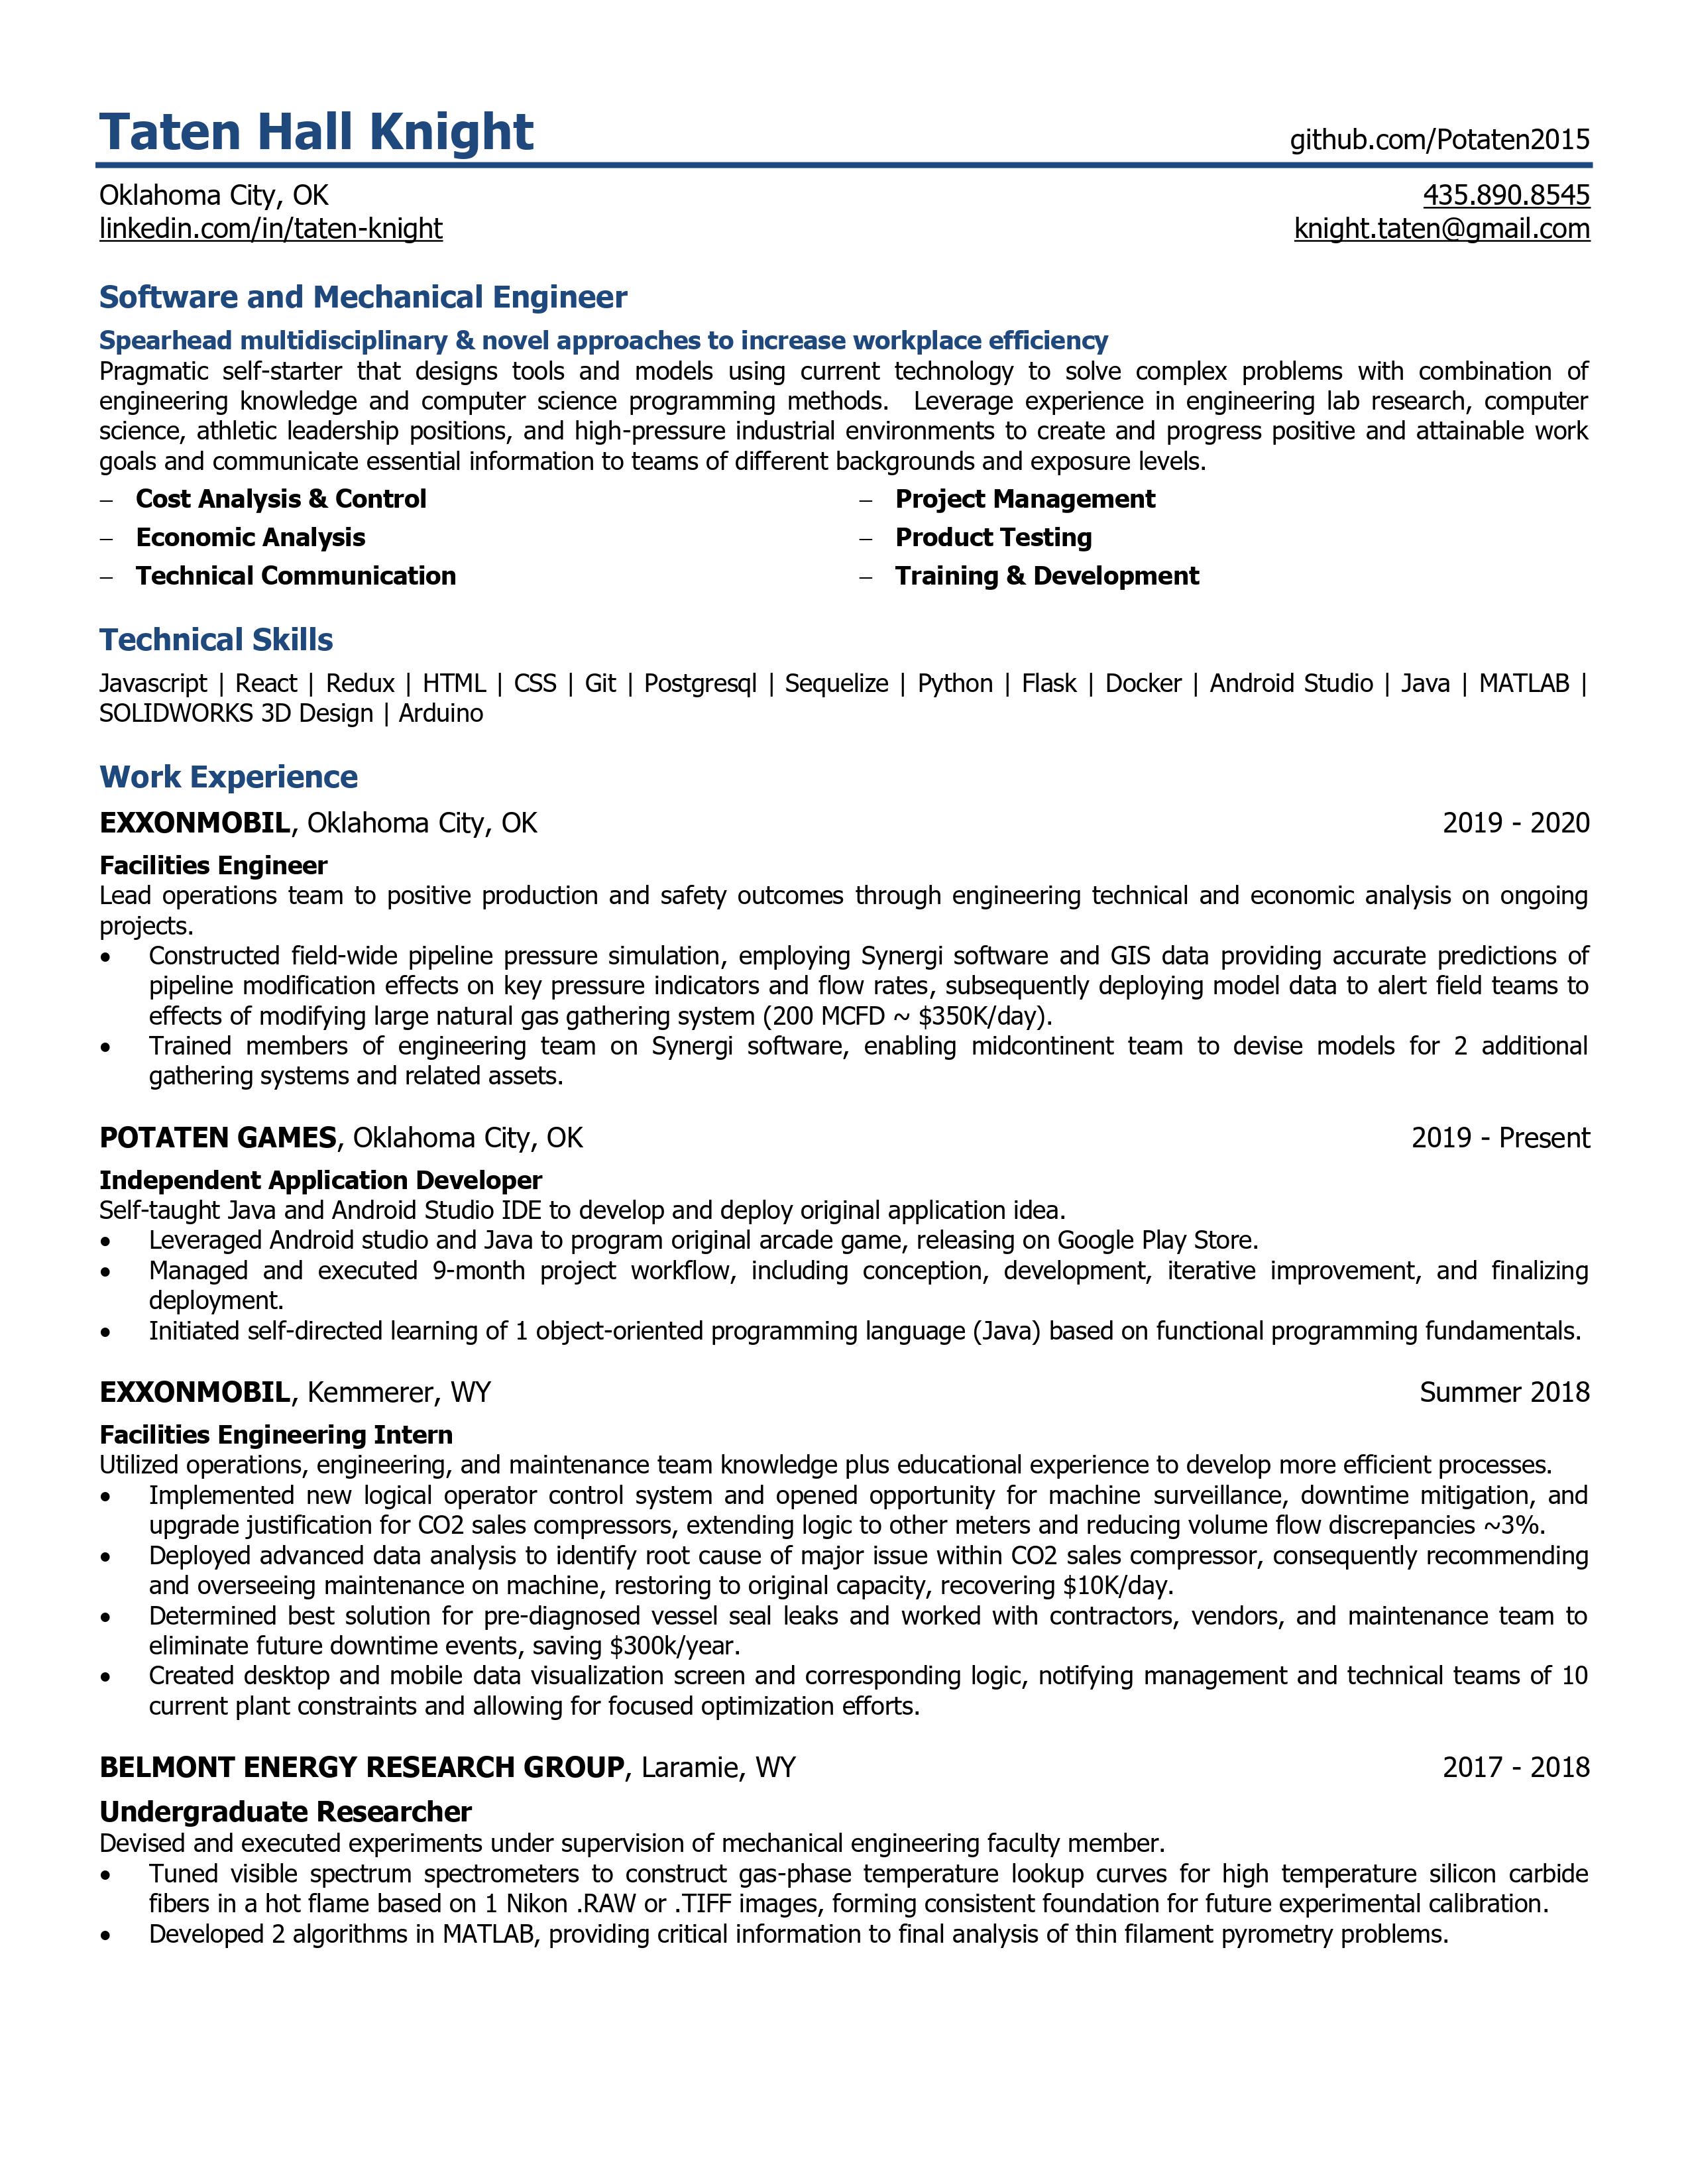 Taten Hall Knight github.com/Potaten2015
Oklahoma City, OK 435.890.8545
linkedin.com/in/taten-knight knight.taten@gmail.com
Software and Mechanical Engineer
Spearhead multidisciplinary & novel approaches to increase workplace efficiency
Pragmatic self-starter that designs tools and models using current technology to solve complex problems with combination of
engineering knowledge and computer science programming methods. Leverage experience in engineering lab research, computer
science, athletic leadership positions, and high-pressure industrial environments to create and progress positive and attainable work
goals and communicate essential information to teams of different backgrounds and exposure levels.
– Cost Analysis & Control – Project Management
– Economic Analysis – Product Testing
– Technical Communication – Training & Development
Technical Skills
Javascript | React | Redux | HTML | CSS | Git | Postgresql | Sequelize | Python | Flask | Docker | Android Studio | Java | MATLAB |
SOLIDWORKS 3D Design | Arduino
Work Experience
EXXONMOBIL, Oklahoma City, OK 2019 - 2020
Facilities Engineer
Lead operations team to positive production and safety outcomes through engineering technical and economic analysis on ongoing
projects.
• Constructed field-wide pipeline pressure simulation, employing Synergi software and GIS data providing accurate predictions of
pipeline modification effects on key pressure indicators and flow rates, subsequently deploying model data to alert field teams to
effects of modifying large natural gas gathering system (200 MCFD ~ $350K/day).
• Trained members of engineering team on Synergi software, enabling midcontinent team to devise models for 2 additional
gathering systems and related assets.
POTATEN GAMES, Oklahoma City, OK 2019 - Present
Independent Application Developer
Self-taught Java and Android Studio IDE to develop and deploy original application idea.
• Leveraged Android studio and Java to program original arcade game, releasing on Google Play Store.
• Managed and executed 9-month project workflow, including conception, development, iterative improvement, and finalizing
deployment.
• Initiated self-directed learning of 1 object-oriented programming language (Java) based on functional programming fundamentals.
EXXONMOBIL, Kemmerer, WY Summer 2018
Facilities Engineering Intern
Utilized operations, engineering, and maintenance team knowledge plus educational experience to develop more efficient processes.
• Implemented new logical operator control system and opened opportunity for machine surveillance, downtime mitigation, and
upgrade justification for CO2 sales compressors, extending logic to other meters and reducing volume flow discrepancies ~3%.
• Deployed advanced data analysis to identify root cause of major issue within CO2 sales compressor, consequently recommending
and overseeing maintenance on machine, restoring to original capacity, recovering $10K/day.
• Determined best solution for pre-diagnosed vessel seal leaks and worked with contractors, vendors, and maintenance team to
eliminate future downtime events, saving $300k/year.
• Created desktop and mobile data visualization screen and corresponding logic, notifying management and technical teams of 10
current plant constraints and allowing for focused optimization efforts.
BELMONT ENERGY RESEARCH GROUP, Laramie, WY 2017 - 2018
Undergraduate Researcher
Devised and executed experiments under supervision of mechanical engineering faculty member.
• Tuned visible spectrum spectrometers to construct gas-phase temperature lookup curves for high temperature silicon carbide
fibers in a hot flame based on 1 Nikon .RAW or .TIFF images, forming consistent foundation for future experimental calibration.
• Developed 2 algorithms in MATLAB, providing critical information to final analysis of thin filament pyrometry problems.